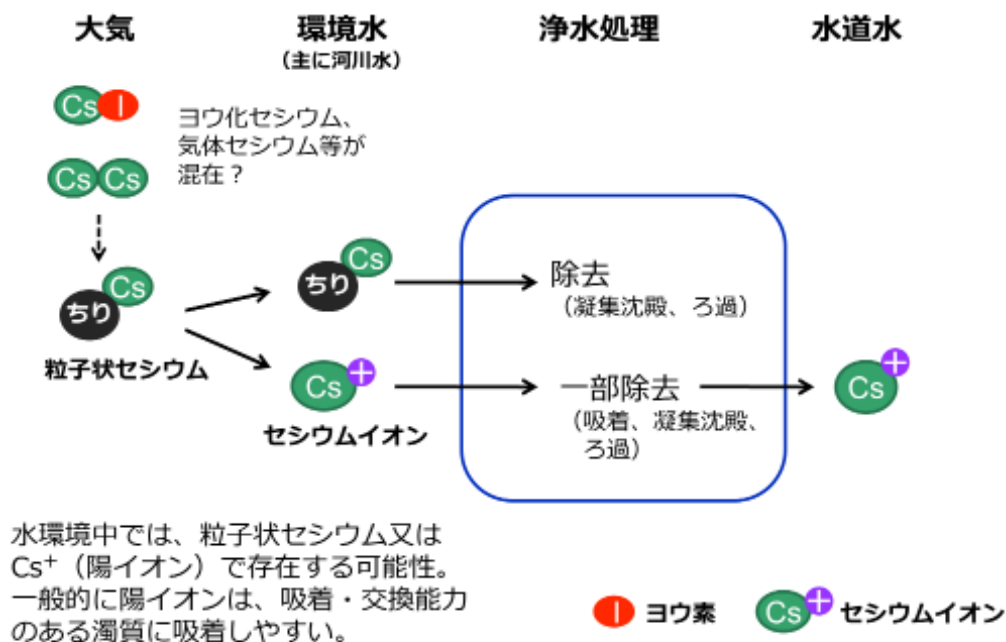 大気
環境水
(主に河川水)
浄水処理
水道水
Cs I
ヨウ化セシウム、
気体セシウム等が
混在？
Cs Cs
Cs
ちり
粒子状セシウム
Cs
ちり
除去
（凝集沈殿、ろ過）
Cs +
セシウムイオン
一部除去
（吸着、凝集沈殿、
ろ過）
Cs +
水環境中では、粒子状セシウム又は
Cs⁺（陽イオン）で存在する可能性。
一般的に陽イオンは、吸着・交換能力
のある濁質に吸着しやすい。
I ヨウ素
Cs + セシウムイオン